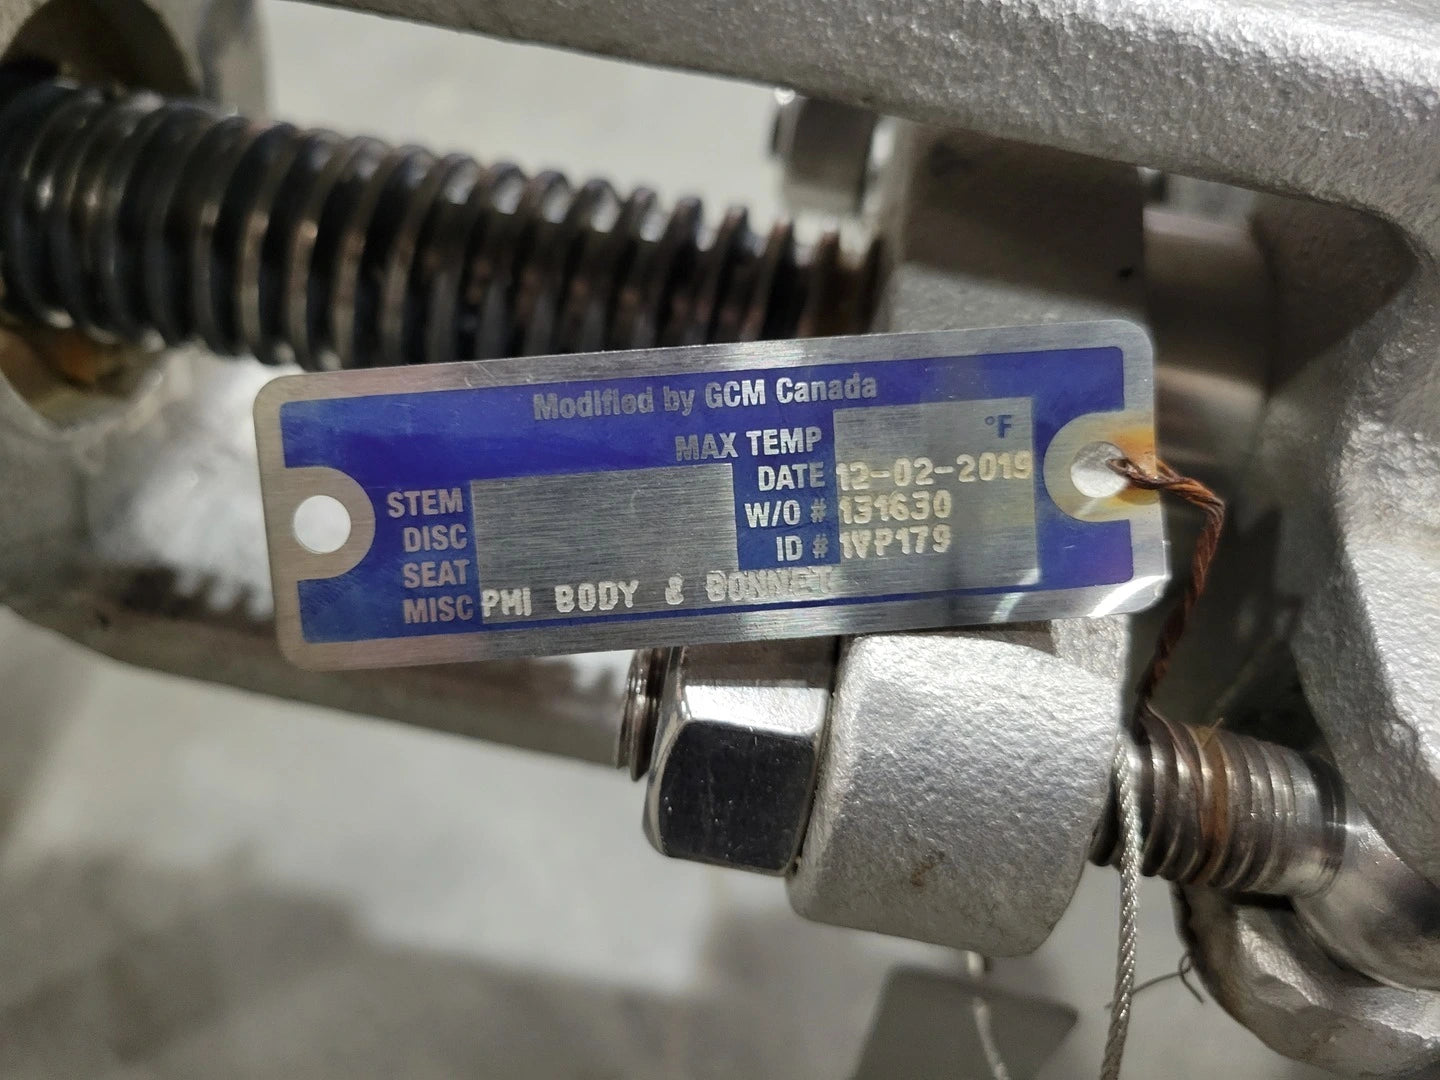 Modified by GCM Canada
MAX TEMP °F
DATE 12-02-2019
W/O # 131630
ID # 1VP179
STEM
DISC
SEAT
MISC PMI BODY & BONNET